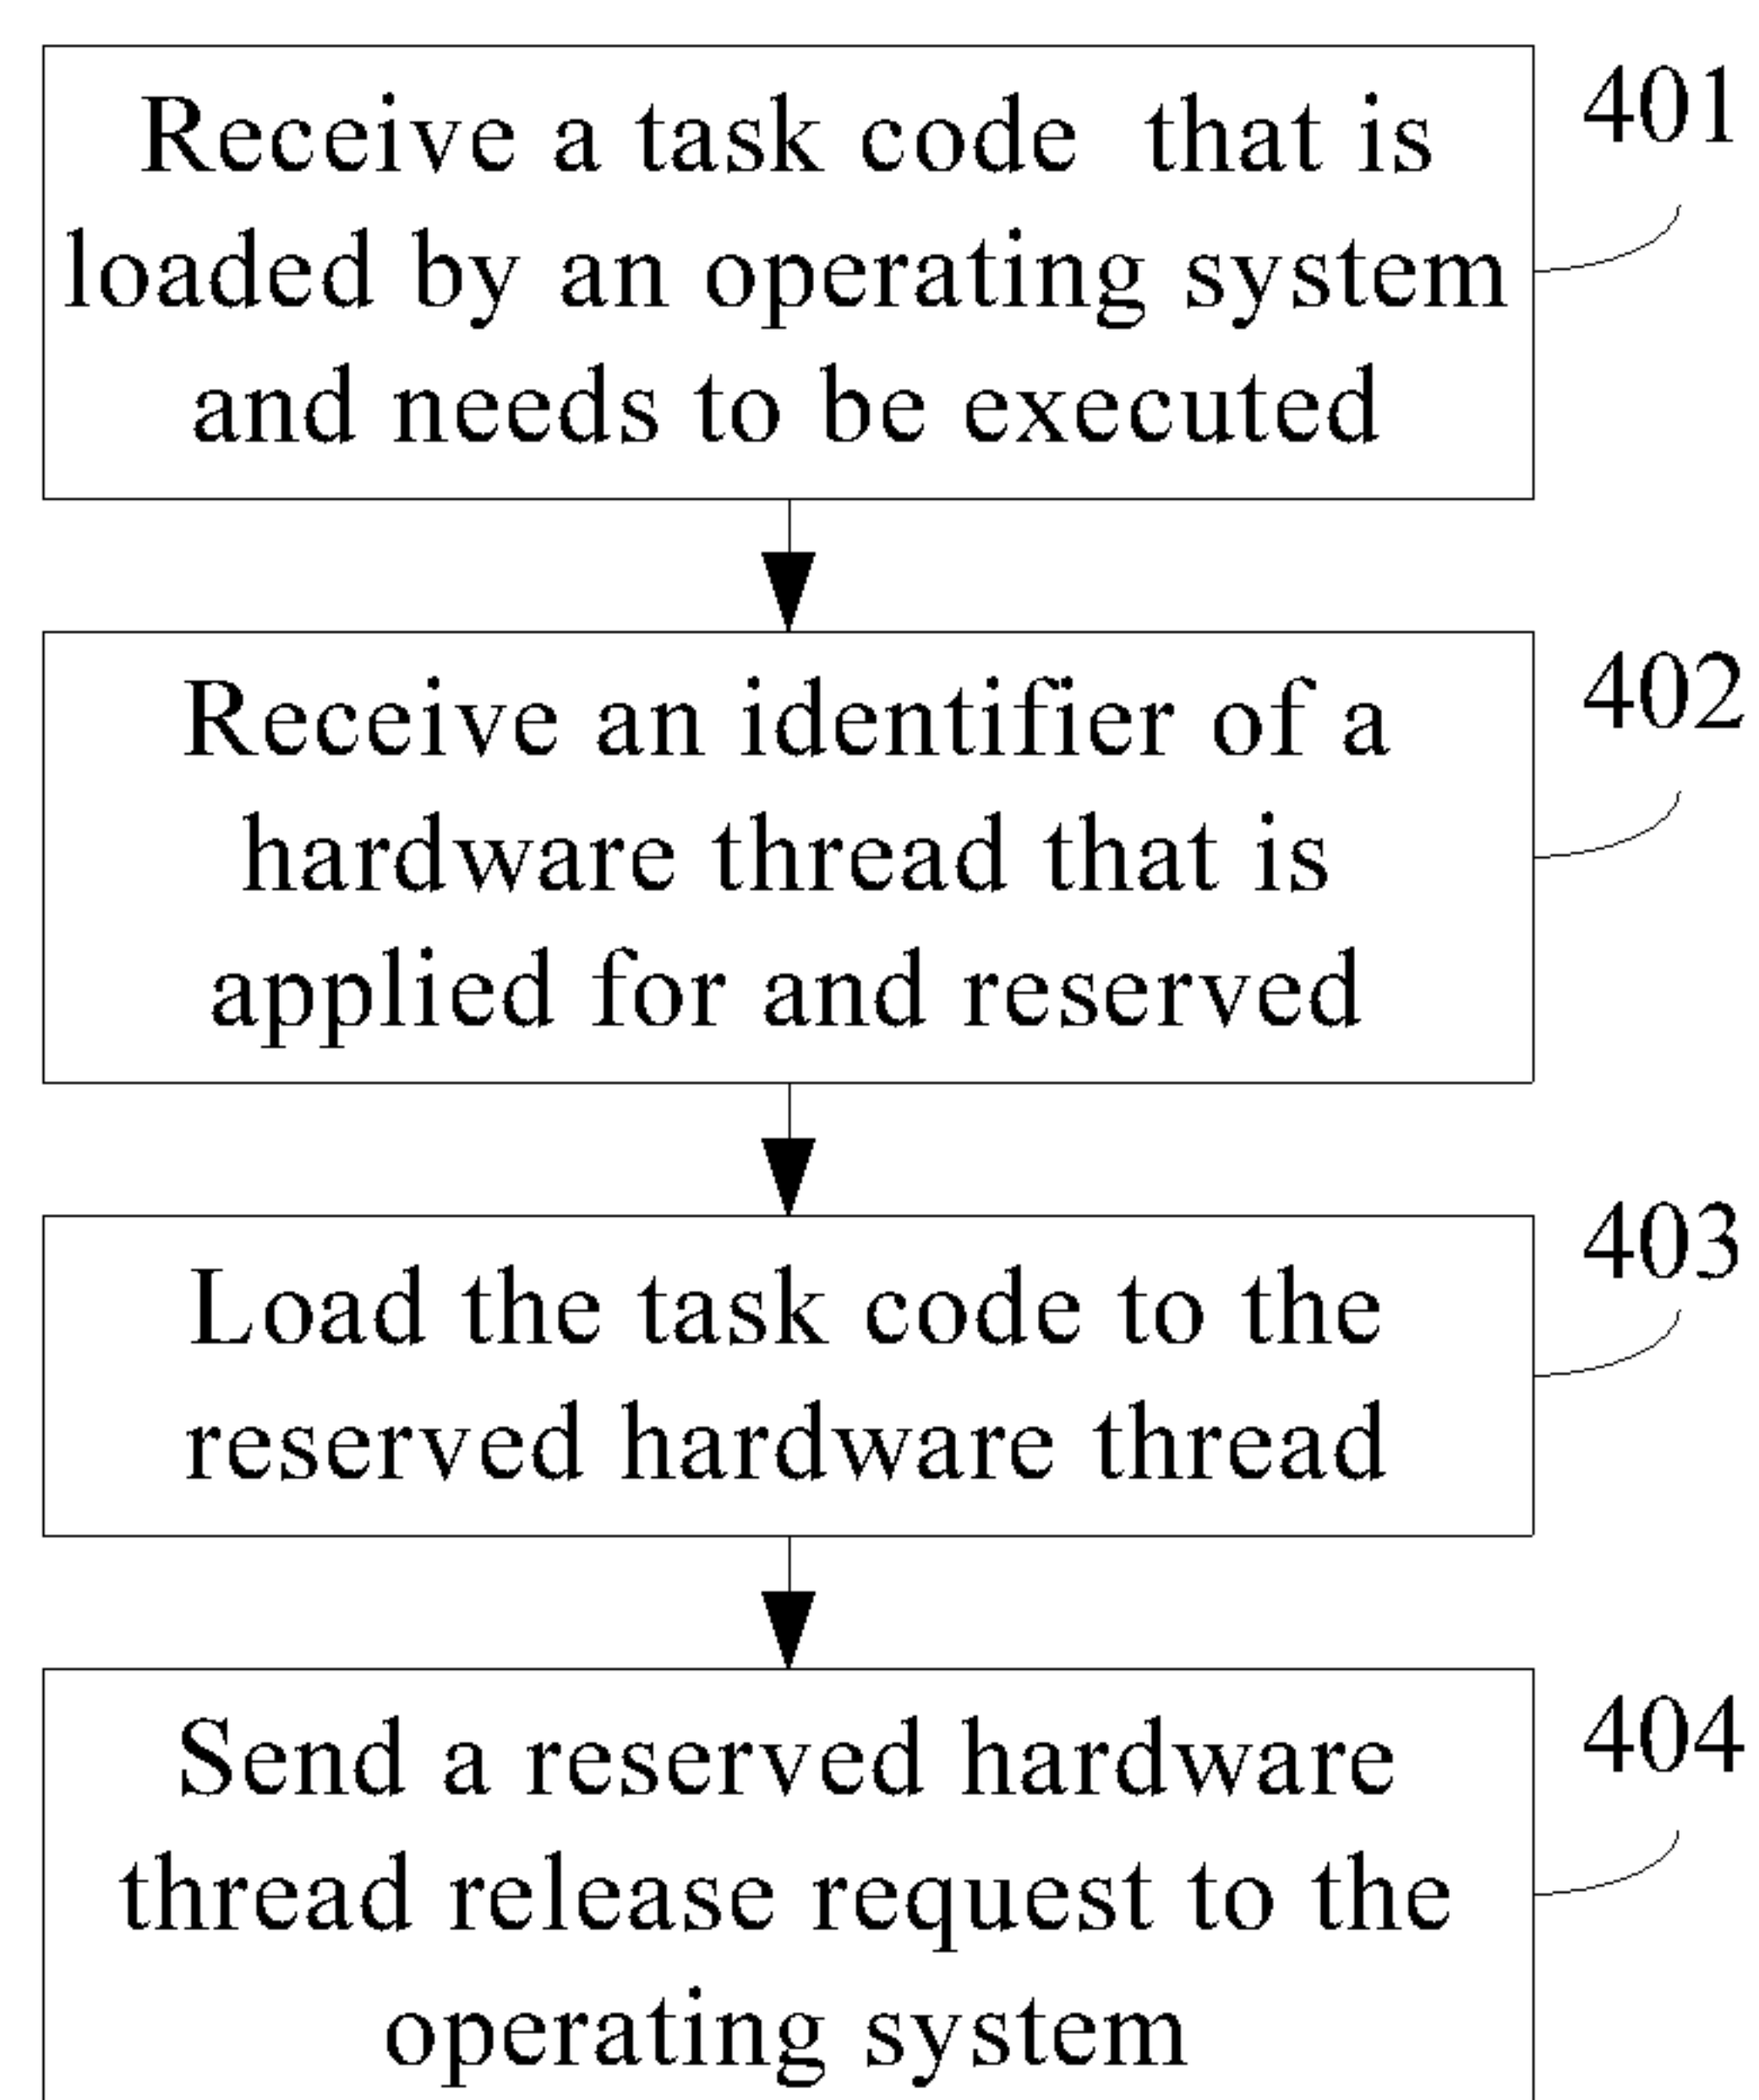 Receive a task code that is
loaded by an operating system
and needs to be executed
401
Receive an identifier of a
hardware thread that is
applied for and reserved
402
Load the task code to the
reserved hardware thread
403
Send a reserved hardware
thread release request to the
operating system
404